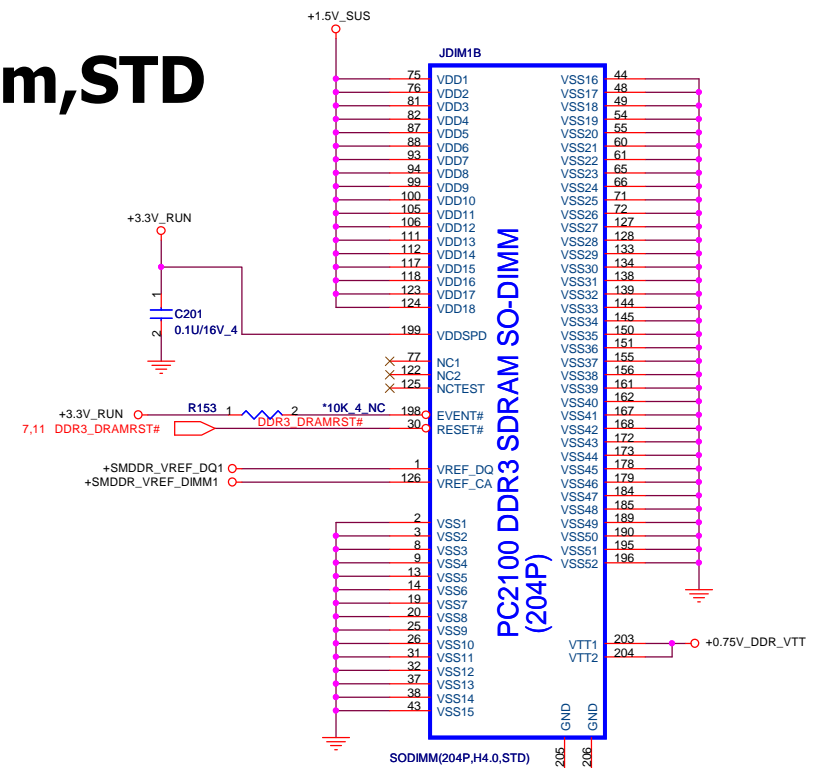 m,STD
+1.5V_SUS
JDIM1B
75 VDD1
76 VDD2
81 VDD3
82 VDD4
87 VDD5
88 VDD6
93 VDD7
94 VDD8
99 VDD9
100 VDD10
105 VDD11
106 VDD12
111 VDD13
112 VDD14
117 VDD15
118 VDD16
123 VDD17
124 VDD18
+3.3V_RUN
1
C201
0.1U/16V_4
2
199 VDDSPD
77 NC1
122 NC2
125 NCTEST
+3.3V_RUN R153 1 2 *10K_4_NC 198 EVENT#
7,11 DDR3_DRAMRST# DDR3_DRAMRST# 30 RESET#
+SMDDR_VREF_DQ1 1 VREF_DQ
+SMDDR_VREF_DIMM1 126 VREF_CA
2 VSS1
3 VSS2
8 VSS3
9 VSS4
13 VSS5
14 VSS6
19 VSS7
20 VSS8
25 VSS9
26 VSS10
31 VSS11
32 VSS12
37 VSS13
38 VSS14
43 VSS15
PC2100 DDR3 SDRAM SO-DIMM
(204P)
VSS16 44
VSS17 48
VSS18 49
VSS19 54
VSS20 55
VSS21 60
VSS22 61
VSS23 65
VSS24 66
VSS25 71
VSS26 72
VSS27 127
VSS28 128
VSS29 133
VSS30 134
VSS31 138
VSS32 139
VSS33 144
VSS34 145
VSS35 150
VSS36 151
VSS37 155
VSS38 156
VSS39 161
VSS40 162
VSS41 167
VSS42 168
VSS43 172
VSS44 173
VSS45 178
VSS46 179
VSS47 184
VSS48 185
VSS49 189
VSS50 190
VSS51 195
VSS52 196
VTT1 203 +0.75V_DDR_VTT
VTT2 204
GND 205
GND 206
SODIMM(204P,H4.0,STD)